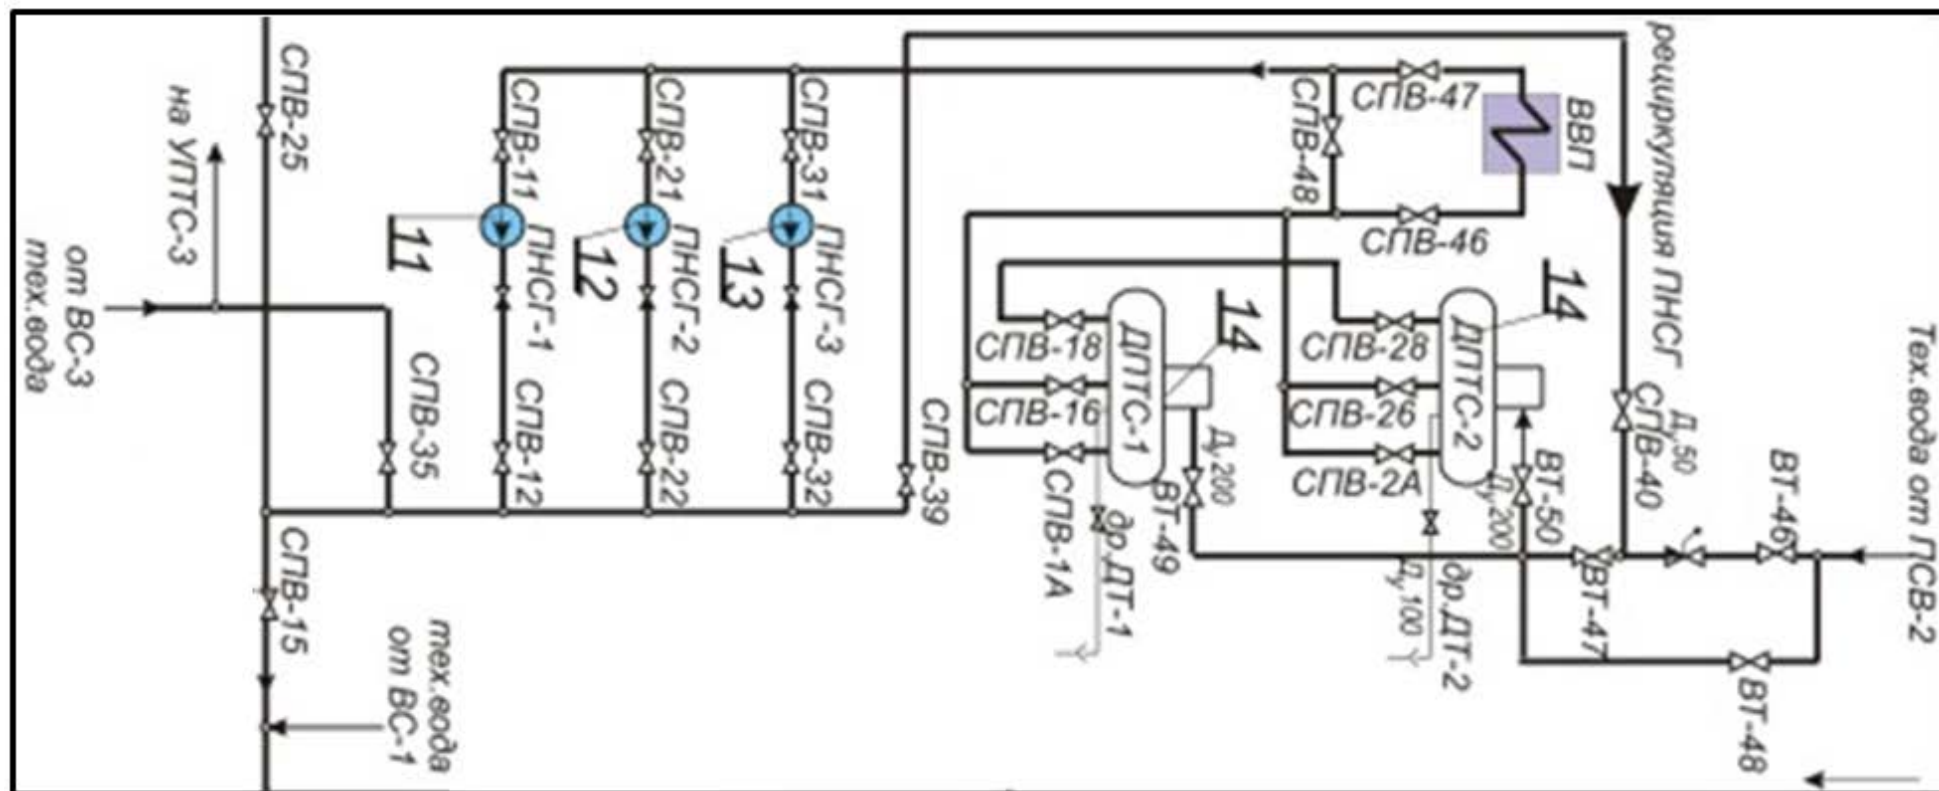 СПВ-25
на УПТС-3
от ВС-3
тех.вода
СПВ-35
СПВ-15
тех.вода
от ВС-1
СПВ-11
СПВ-21
СПВ-31
11
12
13
ПНСГ-1
ПНСГ-2
ПНСГ-3
СПВ-12
СПВ-22
СПВ-32
СПВ-39
СПВ-48
СПВ-47
ВВП
СПВ-46
рециркуляция ПНСГ
СПВ-18
СПВ-16
СПВ-1А
ДПТС-1
14
СПВ-28
СПВ-26
СПВ-2А
ДПТС-2
14
Ду200
ВТ-49
др.ДТ-1
Ду200
ВТ-50
др.ДТ-2
Ду100
СПВ-40
Ду50
ВТ-46
ВТ-47
ВТ-48
Тех.вода от ПСВ-2